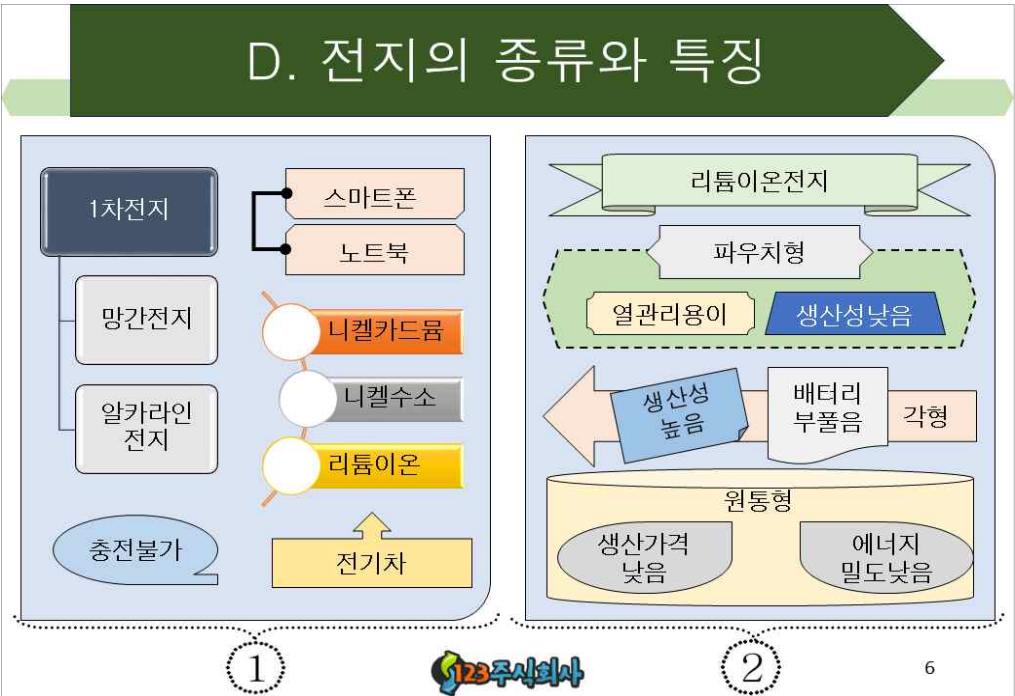 D. 전지의 종류와 특징
1차전지
망간전지
알카라인
전지
충전불가
스마트폰
노트북
니켈카드뮴
니켈수소
리튬이온
전기차
1
리튬이온전지
파우치형
열관리용이
생산성낮음
생산성
높음
배터리
부풀음
각형
원통형
생산가격
낮음
에너지
밀도낮음
2
123주식회사
6